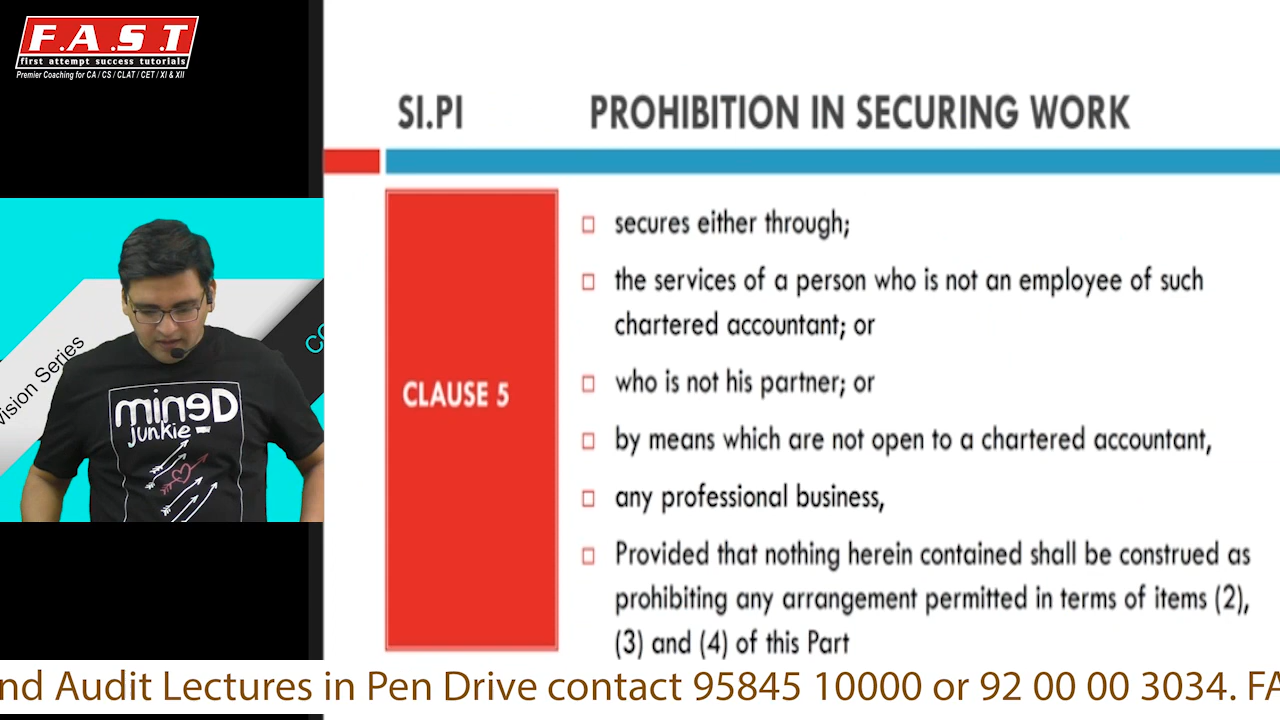 F.A.S.T
first attempt success tutorials
Premier Coaching for CA / CS / CLAT / CET / XI & XII
SI.PI PROHIBITION IN SECURING WORK
CLAUSE 5
secures either through;
the services of a person who is not an employee of such
chartered accountant; or
who is not his partner; or
by means which are not open to a chartered accountant,
any professional business,
Provided that nothing herein contained shall be construed as
prohibiting any arrangement permitted in terms of items (2),
(3) and (4) of this Part
vision Series
CO
mineD
junkie
nd Audit Lectures in Pen Drive contact 95845 10000 or 92 00 00 3034. FA